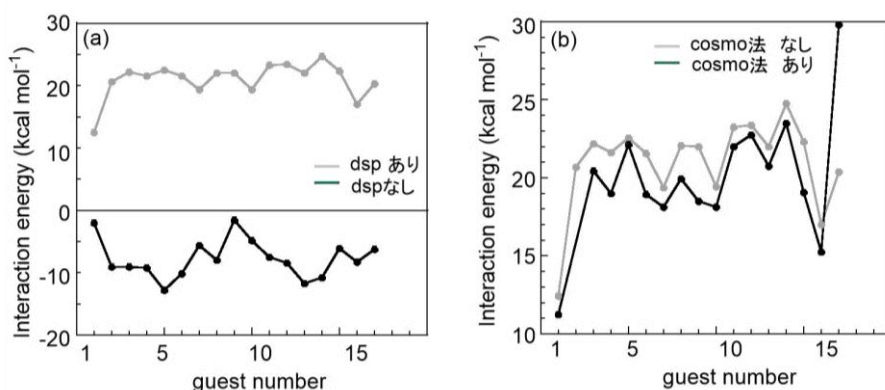 (a)
30
20
10
0
-10
-20
Interaction energy (kcal mol⁻¹)
dsp あり
dspなし
1
5
10
15
guest number
(b)
30
25
20
15
10
Interaction energy (kcal mol⁻¹)
cosmo法 なし
cosmo法 あり
1
5
10
15
guest number